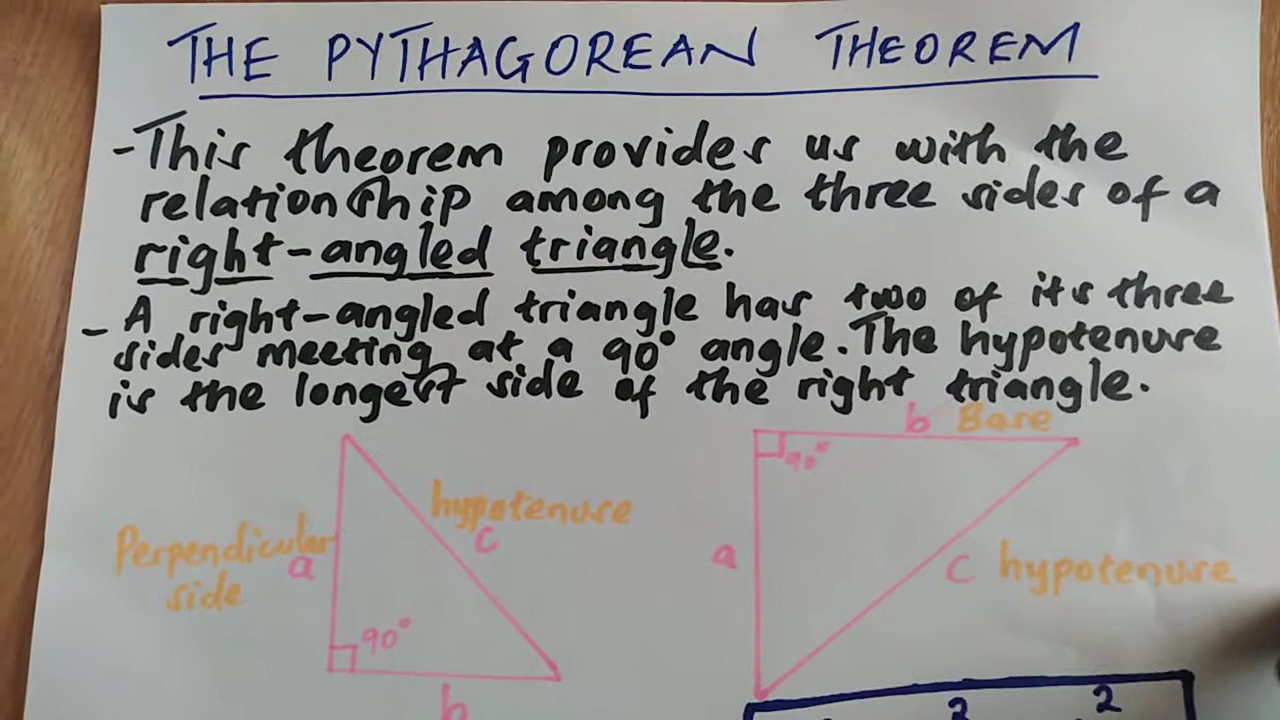 THE PYTHAGOREAN THEOREM
-This theorem provides us with the
relationship among the three sides of a
right-angled triangle.
- A right-angled triangle has two of its three
sides meeting at a 90° angle. The hypotenuse
is the longest side of the right triangle.
b Base
90°
hypotenuse
c
Perpendicular
a
side
90°
b
a
c hypotenuse
2 2